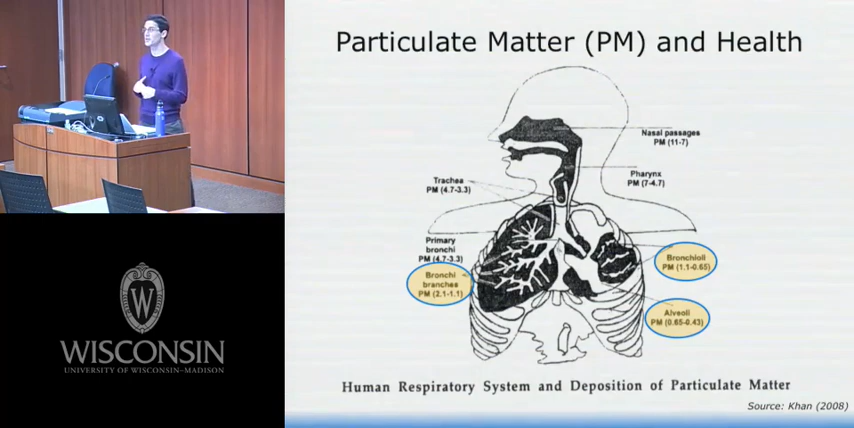 Particulate Matter (PM) and Health
Nasal passages
PM (11-7)
Pharynx
PM (7-4.7)
Trachea
PM (4.7-3.3)
Primary
bronchi
PM (4.7-3.3)
Bronchi
branches
PM (2.1-1.1)
Bronchioli
PM (1.1-0.65)
Alveoli
PM (0.65-0.43)
Human Respiratory System and Deposition of Particulate Matter
Source: Khan (2008)
W
WISCONSIN
UNIVERSITY OF WISCONSIN–MADISON